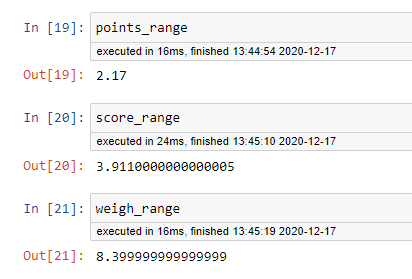 In [19]: points_range
executed in 16ms, finished 13:44:54 2020-12-17
Out[19]: 2.17
In [20]: score_range
executed in 24ms, finished 13:45:10 2020-12-17
Out[20]: 3.9110000000000005
In [21]: weigh_range
executed in 16ms, finished 13:45:19 2020-12-17
Out[21]: 8.399999999999999